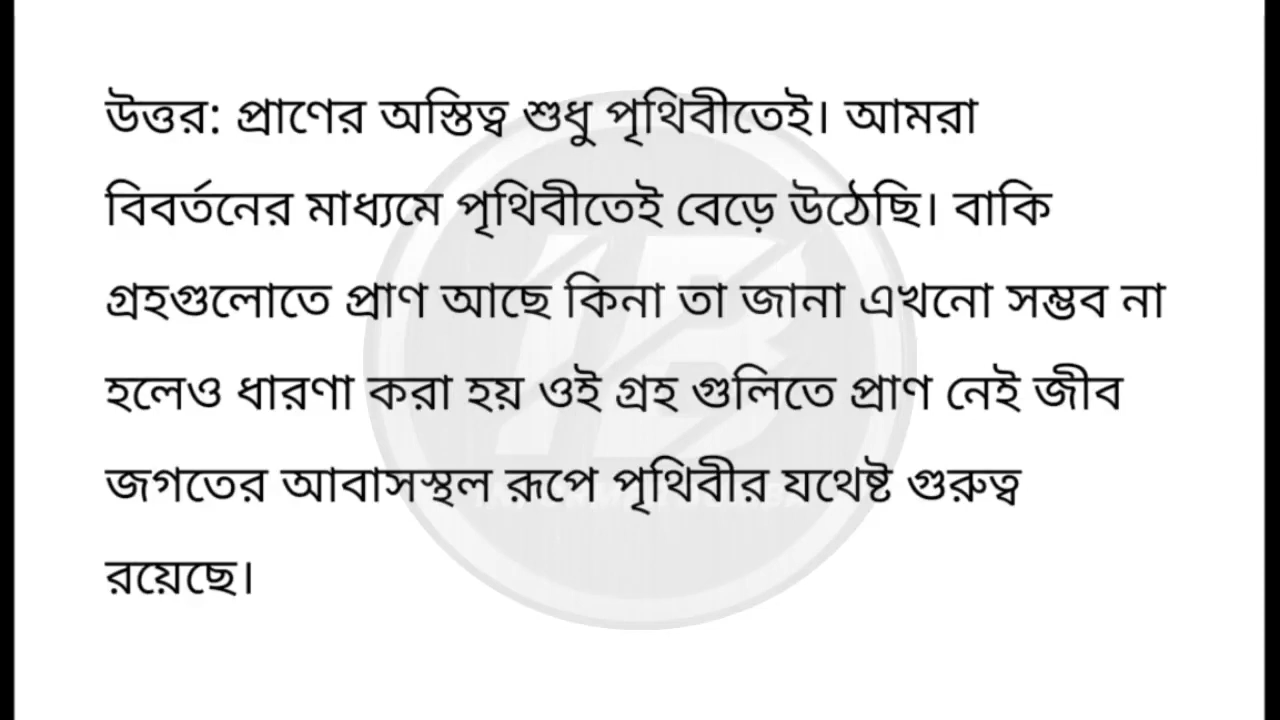 উত্তর: প্রাণের অস্তিত্ব শুধু পৃথিবীতেই। আমরা
বিবর্তনের মাধ্যমে পৃথিবীতেই বেড়ে উঠেছি। বাকি
গ্রহগুলোতে প্রাণ আছে কিনা তা জানা এখনো সম্ভব না
হলেও ধারণা করা হয় ওই গ্রহ গুলিতে প্রাণ নেই জীব
জগতের আবাসস্থল রূপে পৃথিবীর যথেষ্ট গুরুত্ব
রয়েছে।